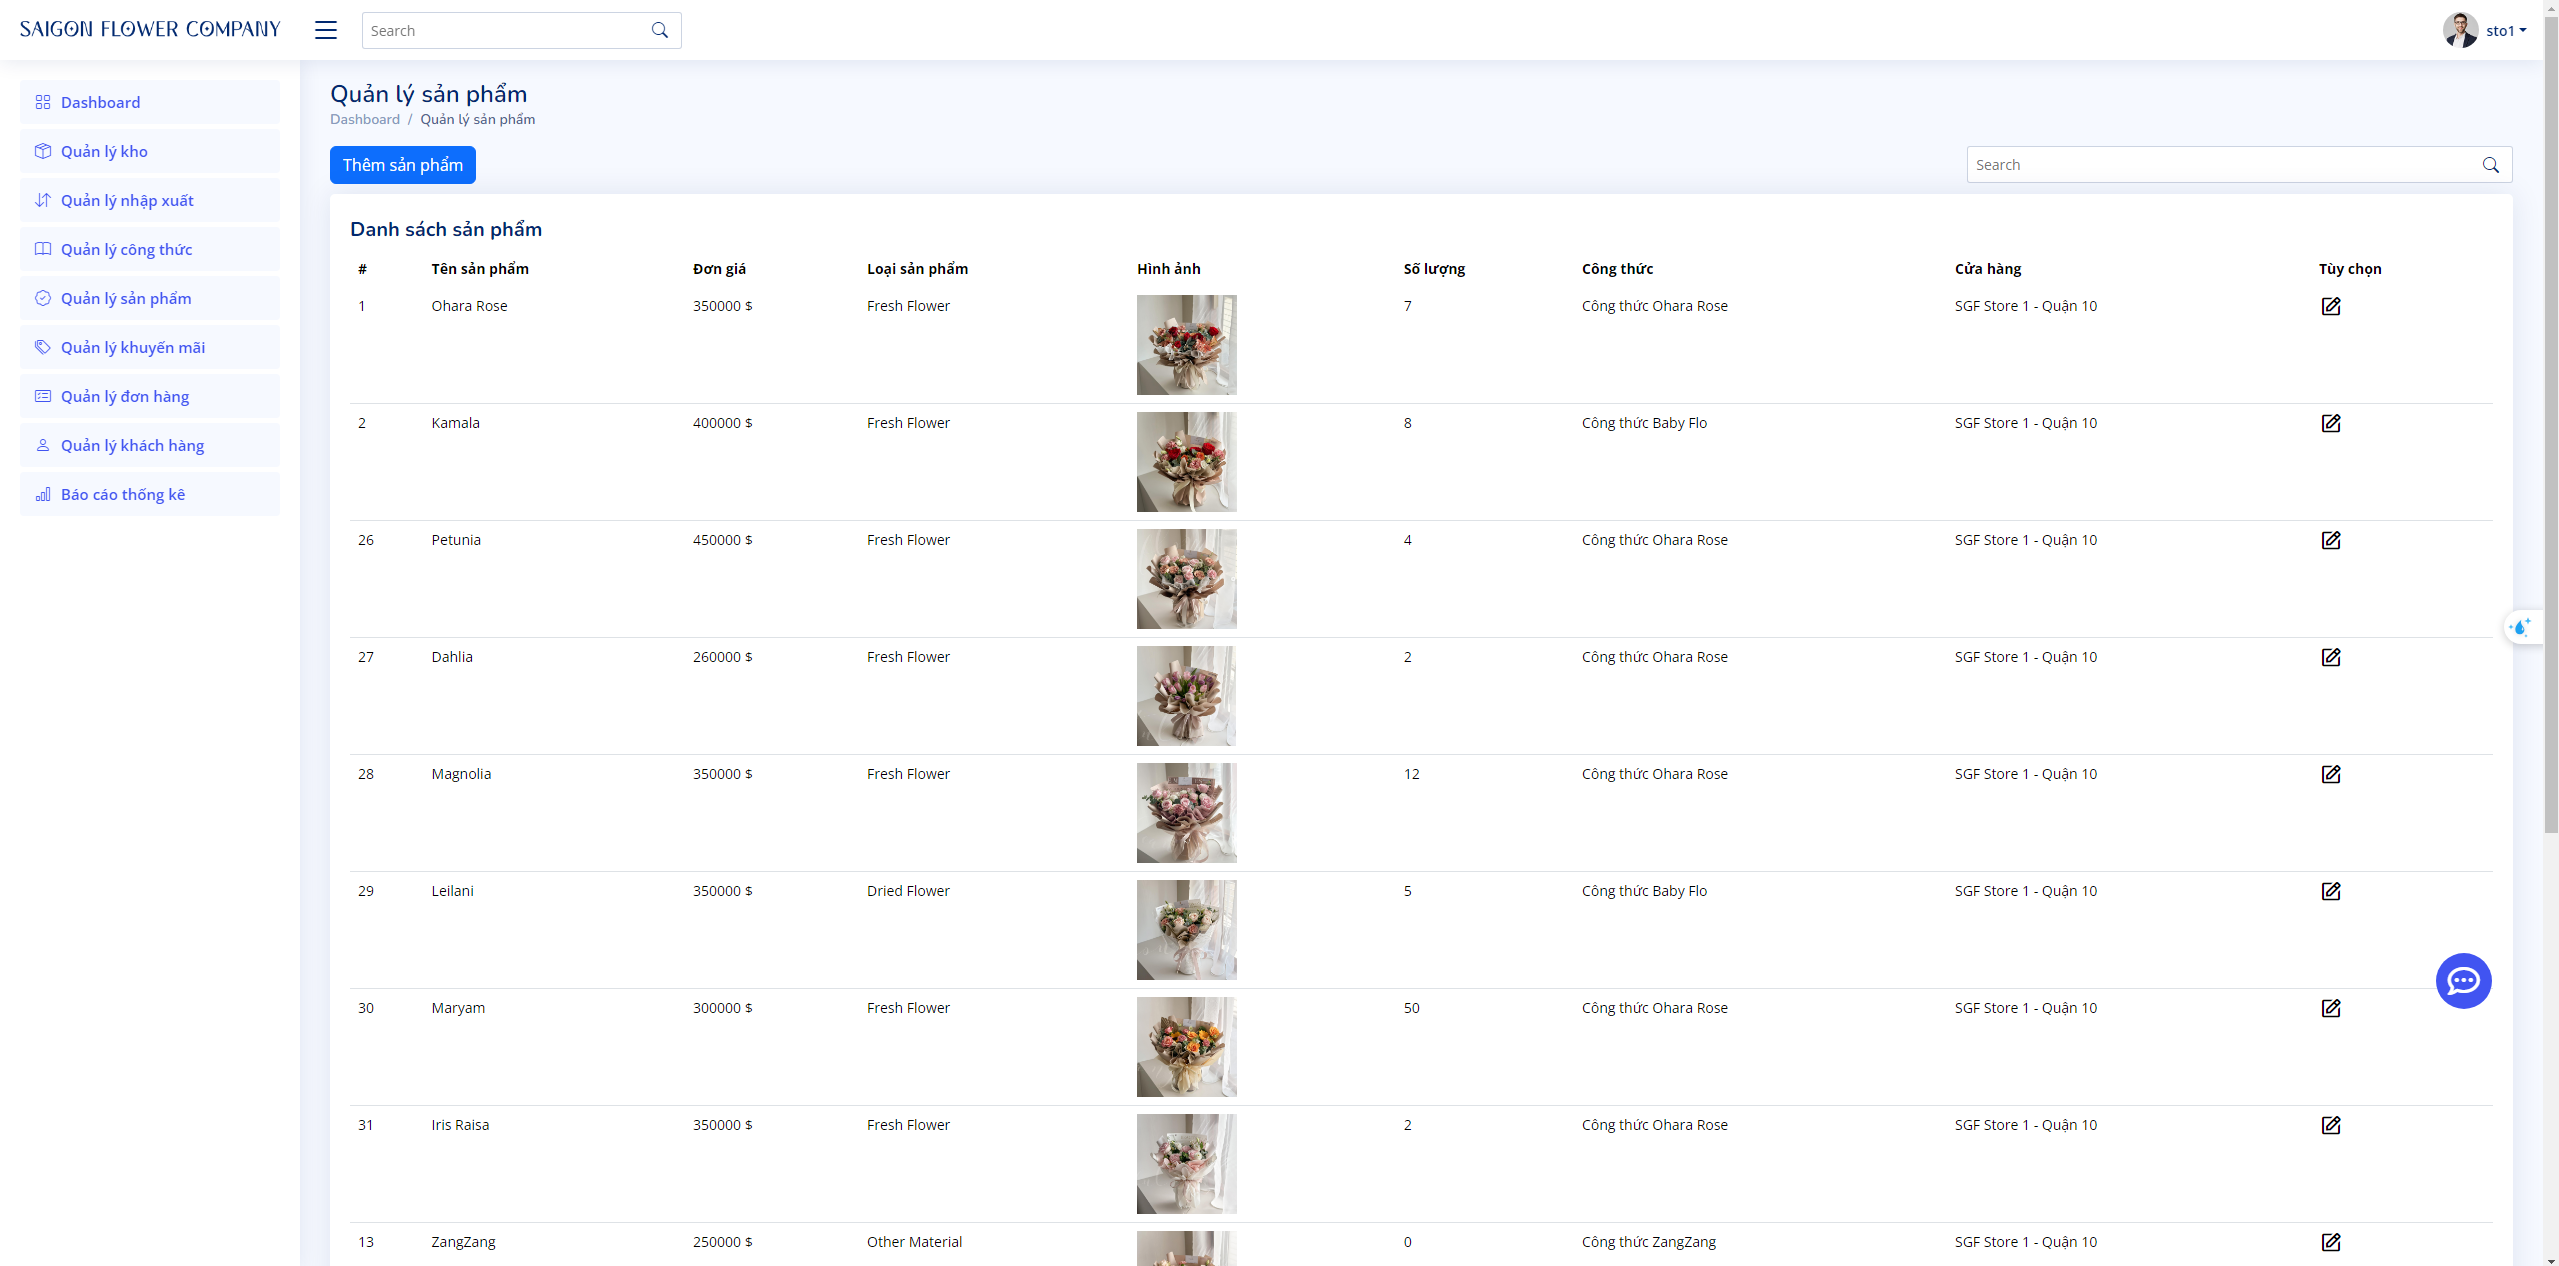 SAIGON FLOWER COMPANY
Search
sto1
Dashboard
Quản lý kho
Quản lý nhập xuất
Quản lý công thức
Quản lý sản phẩm
Quản lý khuyến mãi
Quản lý đơn hàng
Quản lý khách hàng
Báo cáo thống kê
Quản lý sản phẩm
Dashboard / Quản lý sản phẩm
Thêm sản phẩm
Search
Danh sách sản phẩm
# Tên sản phẩm Đơn giá Loại sản phẩm Hình ảnh Số lượng Công thức Cửa hàng Tùy chọn
1 Ohara Rose 350000 $ Fresh Flower 7 Công thức Ohara Rose SGF Store 1 - Quận 10
2 Kamala 400000 $ Fresh Flower 8 Công thức Baby Flo SGF Store 1 - Quận 10
26 Petunia 450000 $ Fresh Flower 4 Công thức Ohara Rose SGF Store 1 - Quận 10
27 Dahlia 260000 $ Fresh Flower 2 Công thức Ohara Rose SGF Store 1 - Quận 10
28 Magnolia 350000 $ Fresh Flower 12 Công thức Ohara Rose SGF Store 1 - Quận 10
29 Leilani 350000 $ Dried Flower 5 Công thức Baby Flo SGF Store 1 - Quận 10
30 Maryam 300000 $ Fresh Flower 50 Công thức Ohara Rose SGF Store 1 - Quận 10
31 Iris Raisa 350000 $ Fresh Flower 2 Công thức Ohara Rose SGF Store 1 - Quận 10
13 ZangZang 250000 $ Other Material 0 Công thức ZangZang SGF Store 1 - Quận 10